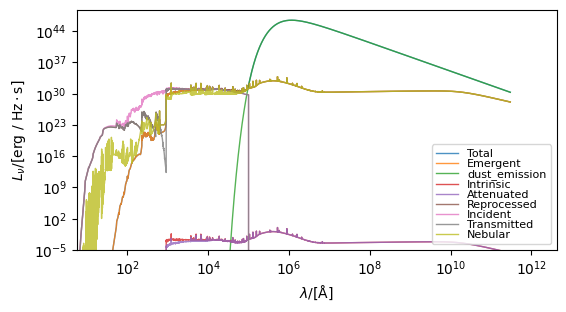 10^44
10^37
10^30
10^23
10^16
10^9
10^2
10^−5
L_ν/[erg / Hz · s]
Total
Emergent
dust_emission
Intrinsic
Attenuated
Reprocessed
Incident
Transmitted
Nebular
10^2 10^4 10^6 10^8 10^10 10^12
λ/[Å]